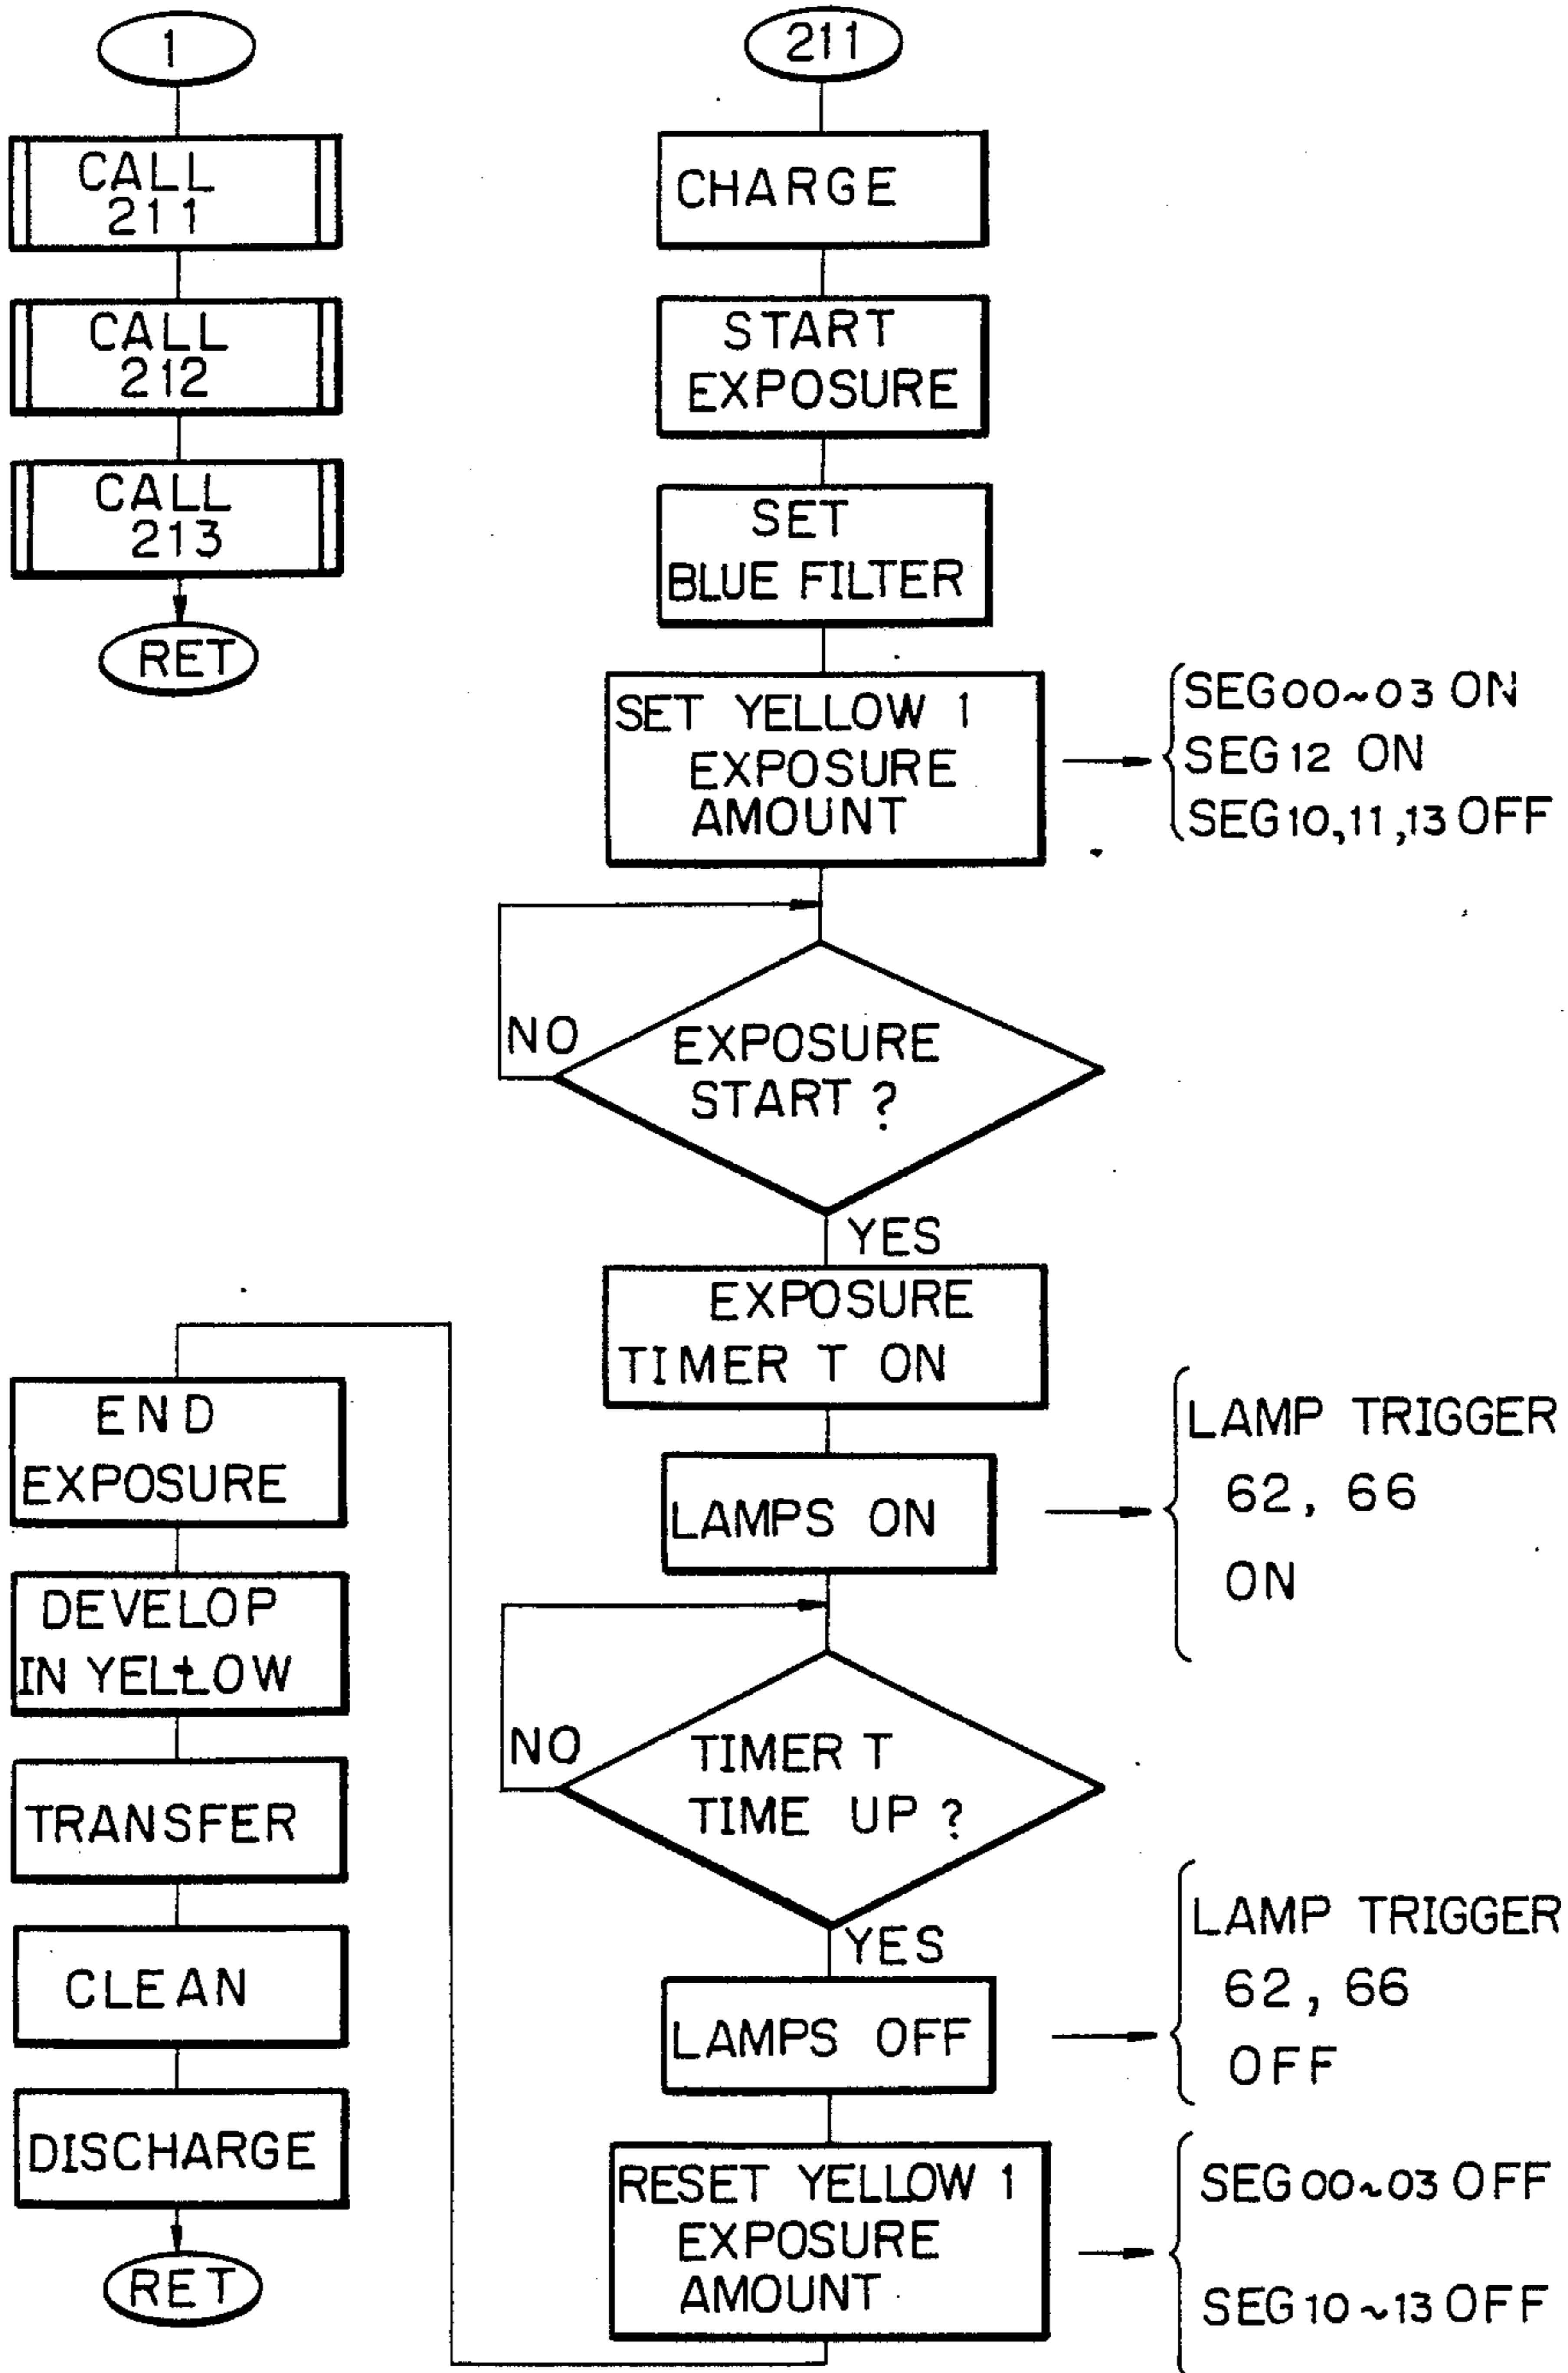 1
CALL
211
CALL
212
CALL
213
RET
211
CHARGE
START
EXPOSURE
SET
BLUE FILTER
SET YELLOW 1
EXPOSURE
AMOUNT
SEG00~03 ON
SEG12 ON
SEG10,11,13 OFF
NO
EXPOSURE
START ?
YES
EXPOSURE
TIMER T ON
LAMPS ON
LAMP TRIGGER
62, 66
ON
NO
TIMER T
TIME UP ?
YES
LAMPS OFF
LAMP TRIGGER
62, 66
OFF
RESET YELLOW 1
EXPOSURE
AMOUNT
SEG00~03 OFF
SEG10~13 OFF
END
EXPOSURE
DEVELOP
IN YELLOW
TRANSFER
CLEAN
DISCHARGE
RET